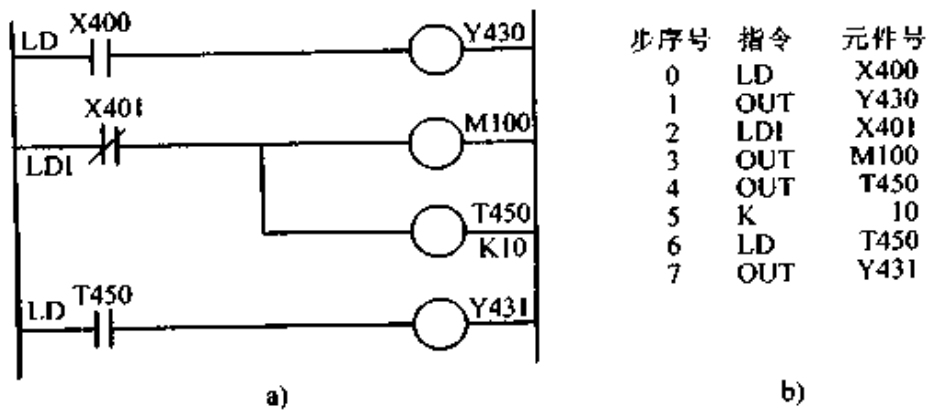 X400
LD
Y430
X401
LDI
M100
T450
K10
T450
LD
Y431
a)
步序号 指令 元件号
0 LD X400
1 OUT Y430
2 LDI X401
3 OUT M100
4 OUT T450
5 K 10
6 LD T450
7 OUT Y431
b)